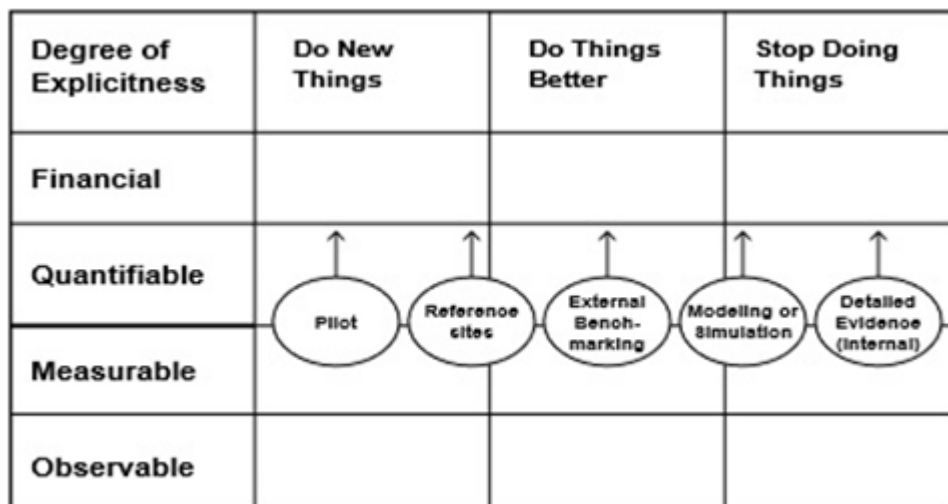 Degree of
Explicitness
Do New
Things
Do Things
Better
Stop Doing
Things
Financial
Quantifiable
Pilot
Reference
sites
External
Bench-
marking
Modeling or
Simulation
Detailed
Evidence
(Internal)
Measurable
Observable